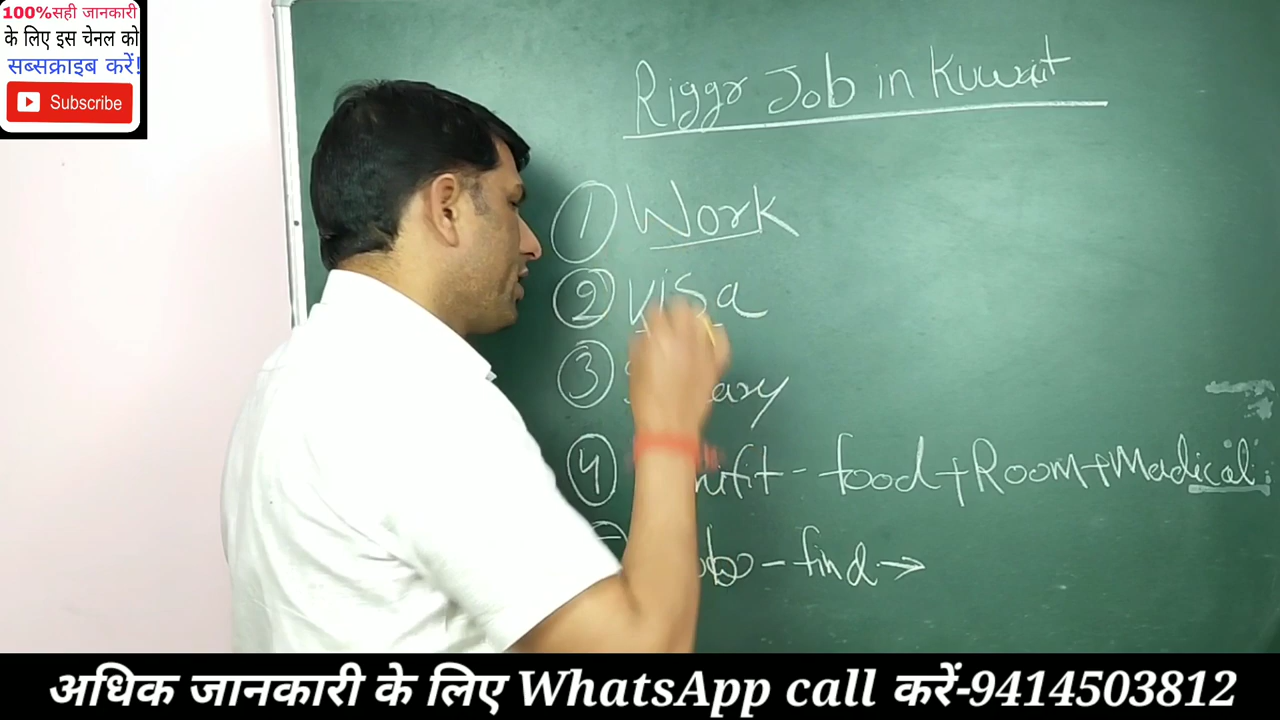 100%सही जानकारी
के लिए इस चेनल को
सब्सक्राइब करें!
Subscribe
Riggr Job in Kuwait
1 Work
2 Visa
3
4 - food+Room+Madical
- find →
अधिक जानकारी के लिए WhatsApp call करें-9414503812